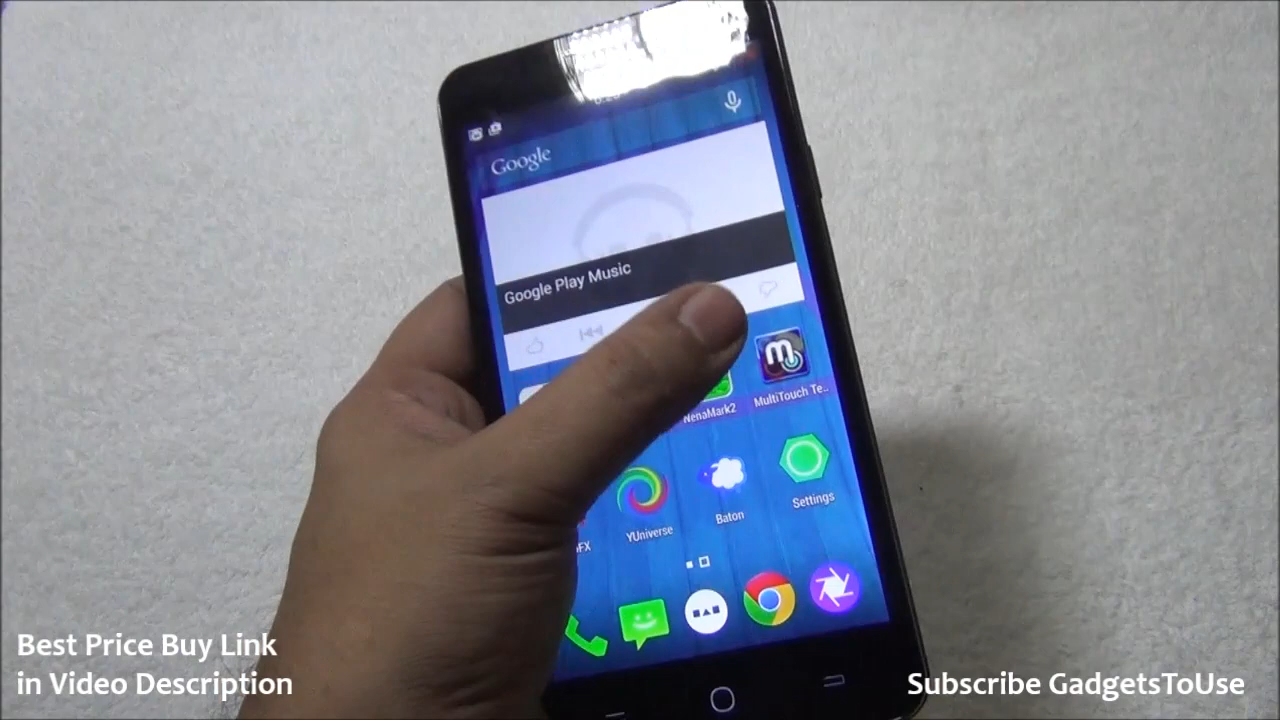 Google
Google Play Music
NenaMark2
MultiTouch Te..
YUniverse
Baton
Settings
Best Price Buy Link
in Video Description
Subscribe GadgetsToUse